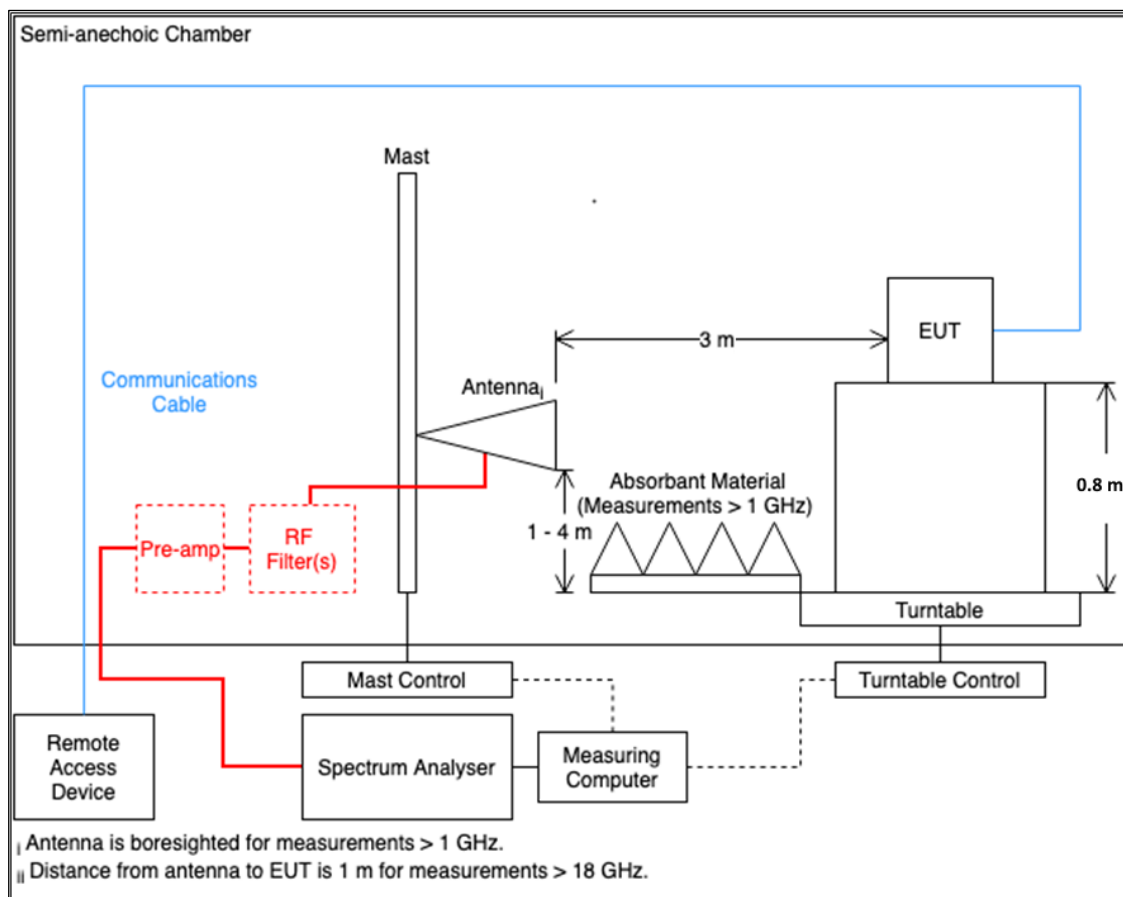 Semi-anechoic Chamber
Mast
EUT
3 m
Communications
Cable
Antennai
Absorbant Material
(Measurements > 1 GHz)
0.8 m
1 - 4 m
Pre-amp
RF
Filter(s)
Turntable
Mast Control
Turntable Control
Remote
Access
Device
Spectrum Analyser
Measuring
Computer
i Antenna is boresighted for measurements > 1 GHz.
ii Distance from antenna to EUT is 1 m for measurements > 18 GHz.